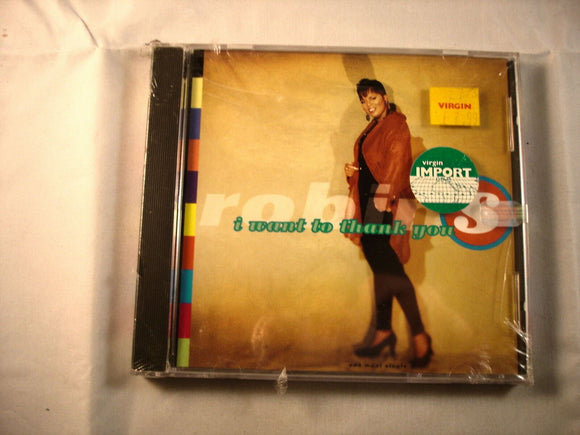 VIRGIN
virgin
IMPORT
robin S
i want to thank you